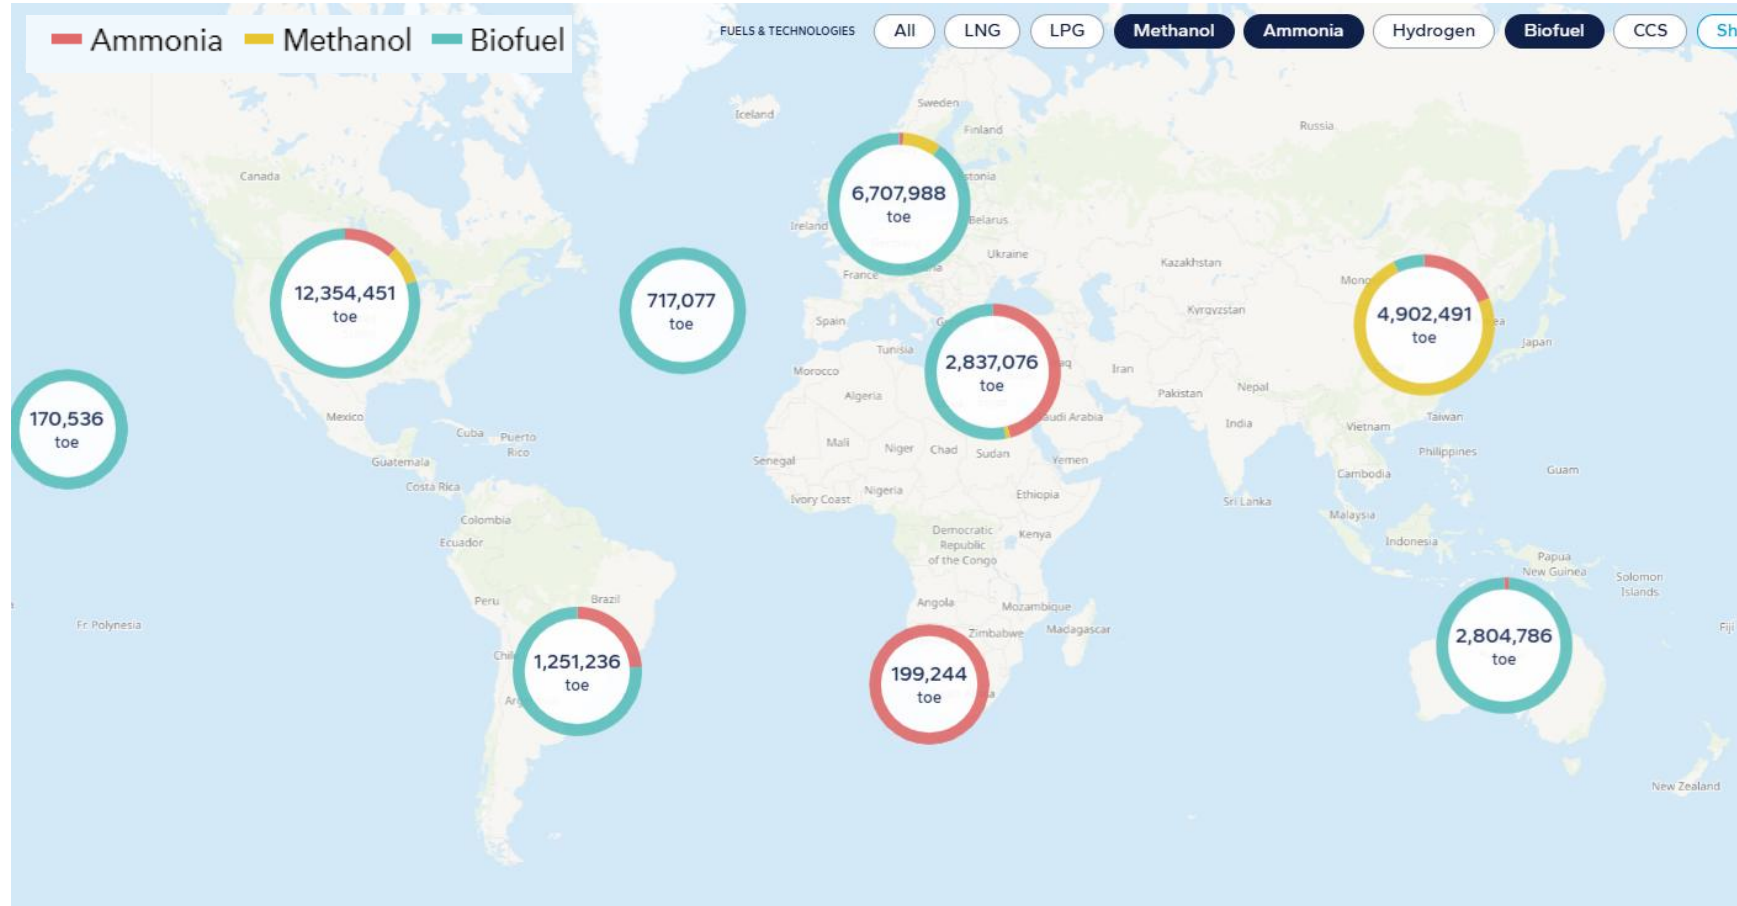 Ammonia Methanol Biofuel
FUELS & TECHNOLOGIES All LNG LPG Methanol Ammonia Hydrogen Biofuel CCS
Iceland
Sweden
Finland
Russia
Canada
6,707,988
toe
Ireland
Belarus
Ukraine
France
Kazakhstan
12,354,451
toe
717,077
toe
Spain
Kyrgyzstan
4,902,491
toe
Japan
Tunisia
Morocco
2,837,076
toe
Iran
Algeria
Pakistan
Nepal
170,536
toe
Mexico
Cuba
Puerto
Rico
India
Taiwan
Vietnam
Guatemala
Costa Rica
Mali
Niger
Chad
Sudan
Yemen
Senegal
Philippines
Cambodia
Guam
Ivory Coast
Nigeria
Ethiopia
Sri Lanka
Malaysia
Colombia
Ecuador
Democratic
Republic
of the Congo
Kenya
Indonesia
Papua
New Guinea
Solomon
Islands
Peru
Brazil
Angola
Mozambique
Fr. Polynesia
Zimbabwe
Madagascar
Fiji
1,251,236
toe
199,244
toe
2,804,786
toe
New Zealand